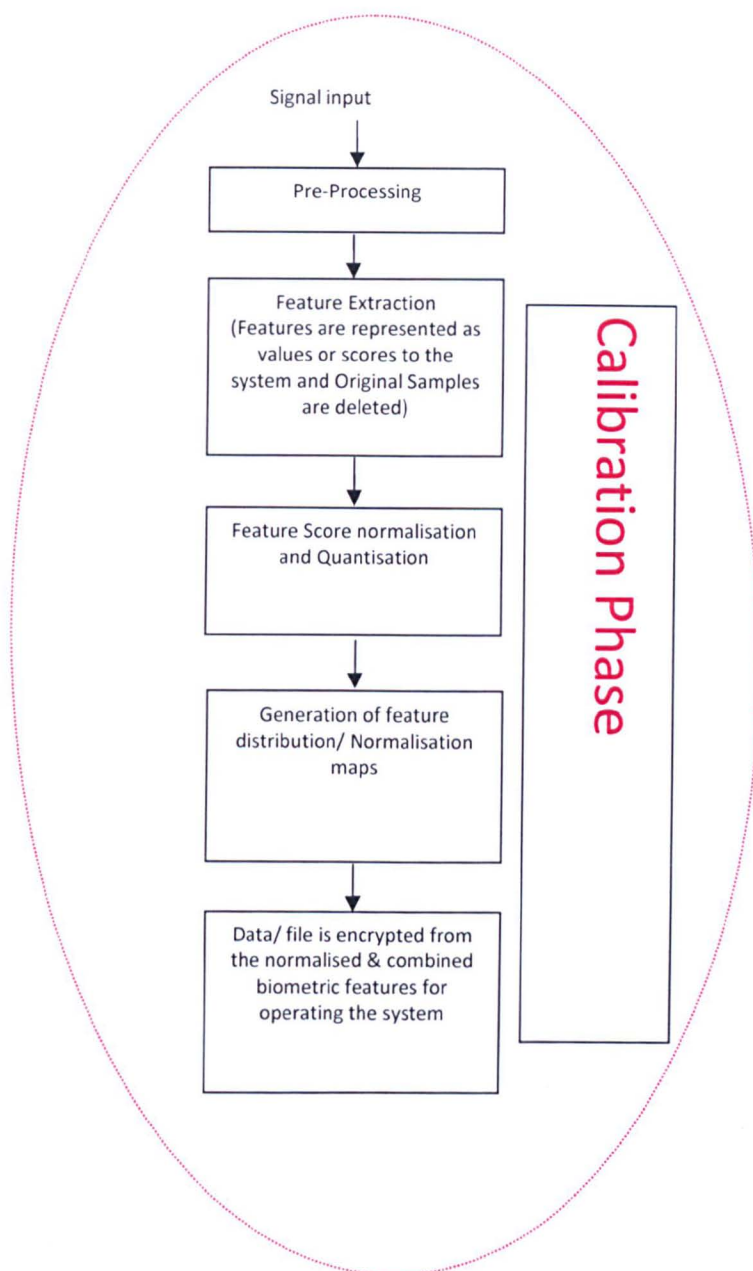 Signal input
Pre-Processing
Feature Extraction
(Features are represented as
values or scores to the
system and Original Samples
are deleted)
Feature Score normalisation
and Quantisation
Generation of feature
distribution/ Normalisation
maps
Data/ file is encrypted from
the normalised & combined
biometric features for
operating the system
Calibration Phase